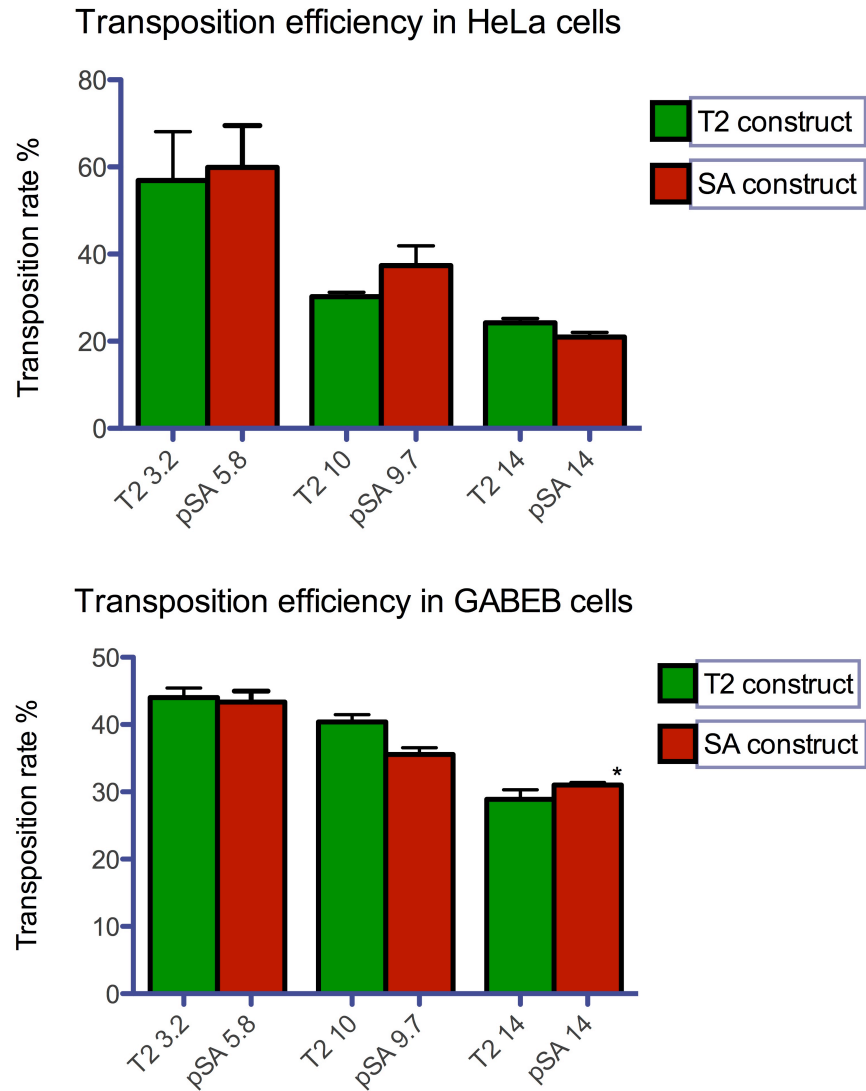 Transposition efficiency in HeLa cells
Transposition rate %
80
60
40
20
0
T2 3.2
pSA 5.8
T2 10
pSA 9.7
T2 14
pSA 14
T2 construct
SA construct
Transposition efficiency in GABEB cells
Transposition rate %
50
40
30
20
10
0
*
T2 3.2
pSA 5.8
T2 10
pSA 9.7
T2 14
pSA 14
T2 construct
SA construct